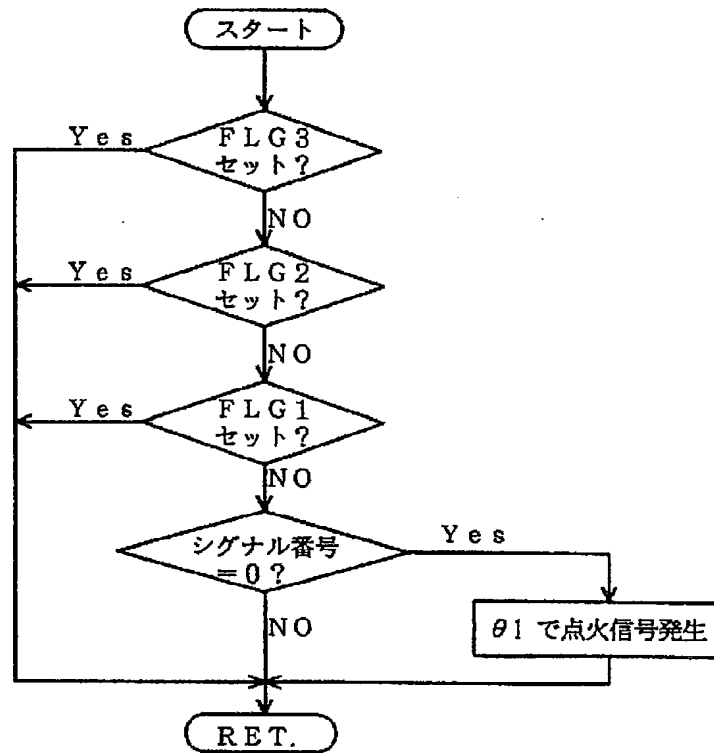 スタート
Yes
FLG3
セット?
NO
Yes
FLG2
セット?
NO
Yes
FLG1
セット?
NO
シグナル番号
=0?
Yes
NO
θ1 で点火信号発生
RET.